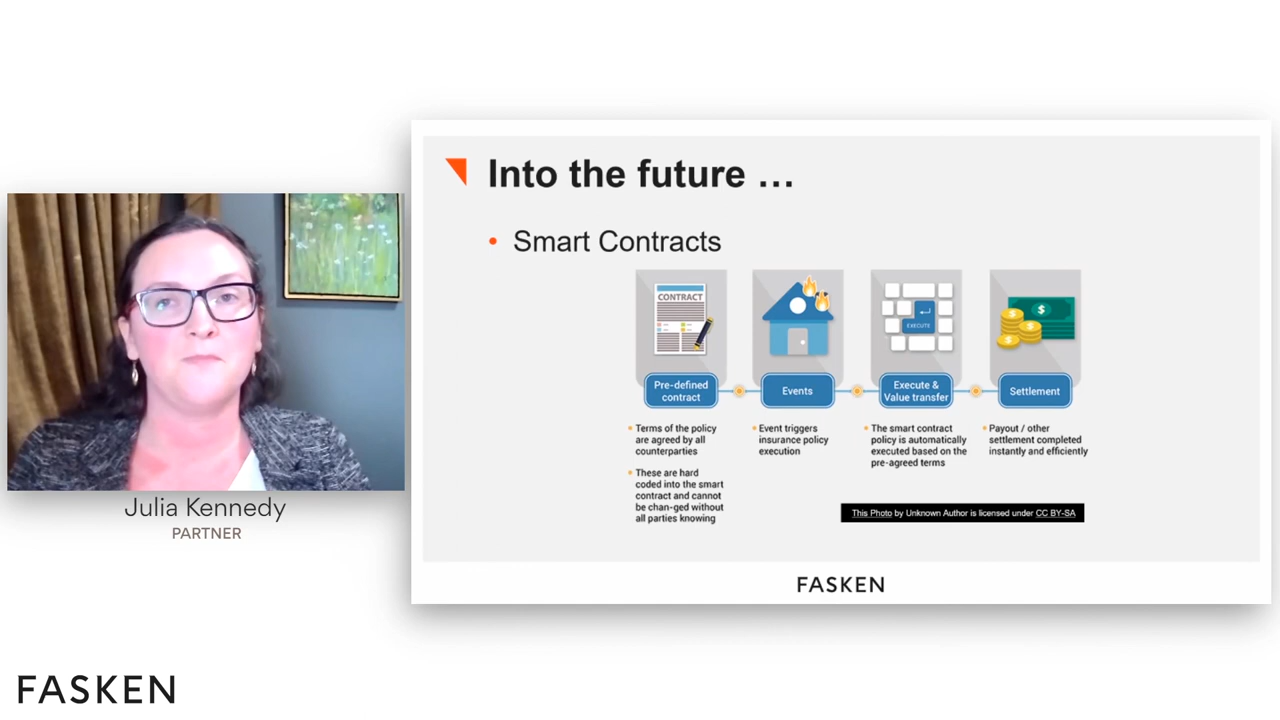 Into the future …
• Smart Contracts
CONTRACT
EXECUTE
Pre-defined
contract
Events
Execute &
Value transfer
Settlement
• Terms of the policy
are agreed by all
counterparties
• These are hard
coded into the smart
contract and cannot
be chan-ged without
all parties knowing
• Event triggers
insurance policy
execution
• The smart contract
policy is automatically
executed based on the
pre-agreed terms
• Payout / other
settlement completed
instantly and efficiently
This Photo by Unknown Author is licensed under CC BY-SA
FASKEN
Julia Kennedy
PARTNER
FASKEN